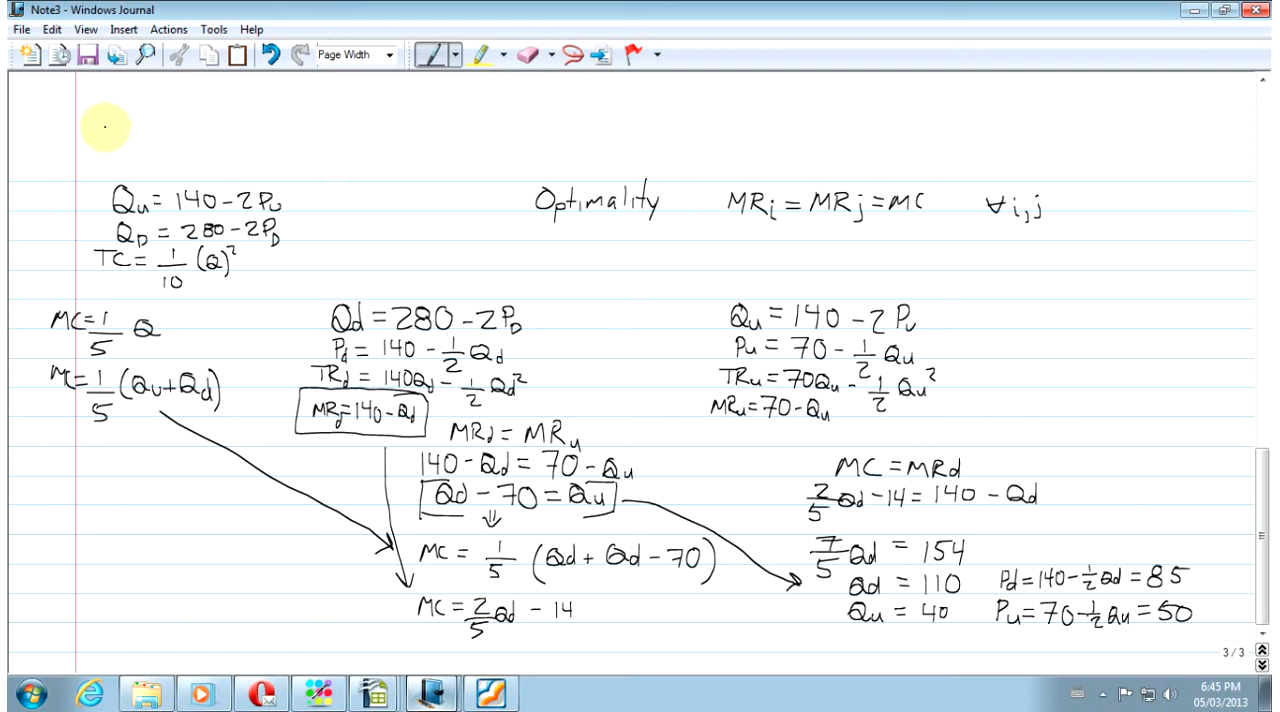 Note3 - Windows Journal
File Edit View Insert Actions Tools Help
Page Width
Qu = 140 - 2Pu
QD = 280 - 2PD
TC = 1/10 (Q)²
Optimality MRi = MRj = MC ∀i,j
MC = 1/5 Q
MC = 1/5 (Qu + Qd)
Qd = 280 - 2PD
Pd = 140 - 1/2 Qd
TRd = 140Qd - 1/2 Qd²
MRd = 140 - Qd
Qu = 140 - 2Pu
Pu = 70 - 1/2 Qu
TRu = 70Qu - 1/2 Qu²
MRu = 70 - Qu
MRd = MRu
140 - Qd = 70 - Qu
Qd - 70 = Qu
⇓
MC = 1/5 (Qd + Qd - 70)
MC = 2/5 Qd - 14
MC = MRd
2/5 Qd - 14 = 140 - Qd
7/5 Qd = 154
Qd = 110 Pd = 140 - 1/2 Qd = 85
Qu = 40 Pu = 70 - 1/2 Qu = 50
3 / 3
6:45 PM
05/03/2013